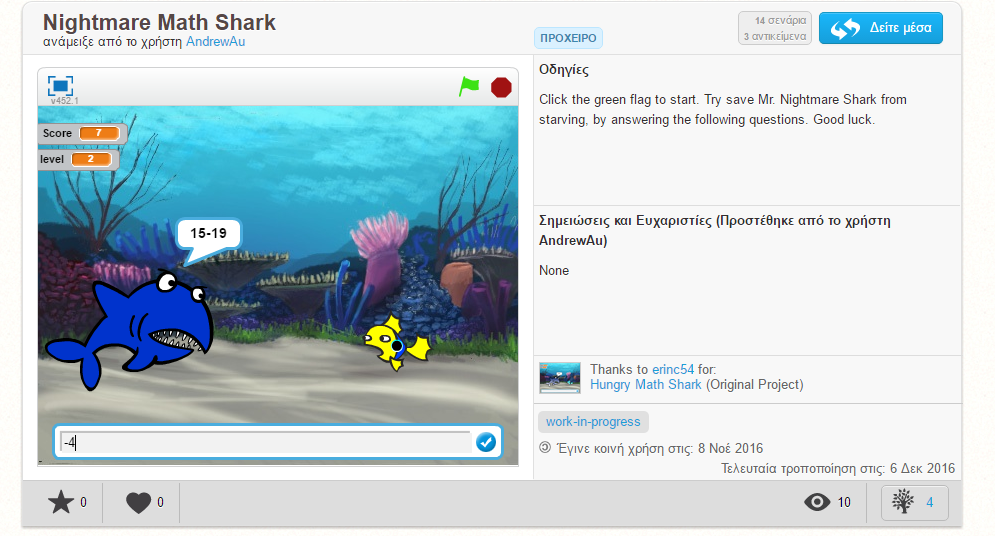 Nightmare Math Shark
ανάμειξε από το χρήστη AndrewAu
ΠΡΟΧΕΙΡΟ
14 σενάρια
3 αντικείμενα
Δείτε μέσα
v452.1
Score 7
level 2
15-19
-4
Οδηγίες
Click the green flag to start. Try save Mr. Nightmare Shark from
starving, by answering the following questions. Good luck.
Σημειώσεις και Ευχαριστίες (Προστέθηκε από το χρήστη
AndrewAu)
None
Thanks to erinc54 for:
Hungry Math Shark (Original Project)
work-in-progress
Έγινε κοινή χρήση στις: 8 Νοέ 2016
Τελευταία τροποποίηση στις: 6 Δεκ 2016
0
0
10
4